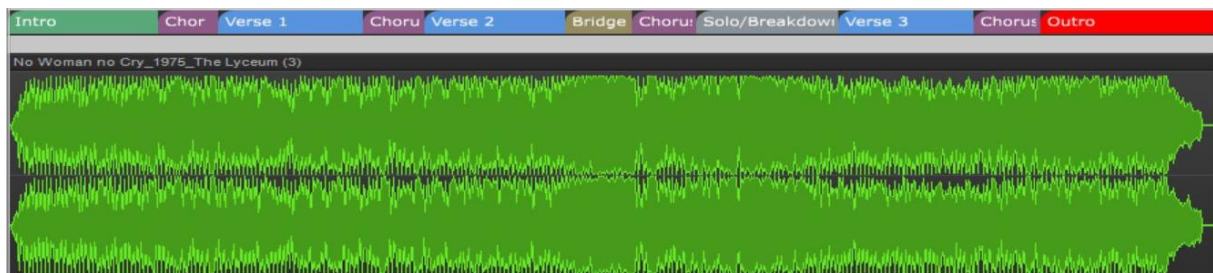 Intro Chor Verse 1 Choru Verse 2 Bridge Chorus Solo/Breakdown Verse 3 Chorus Outro
No Woman no Cry_1975_The Lyceum (3)